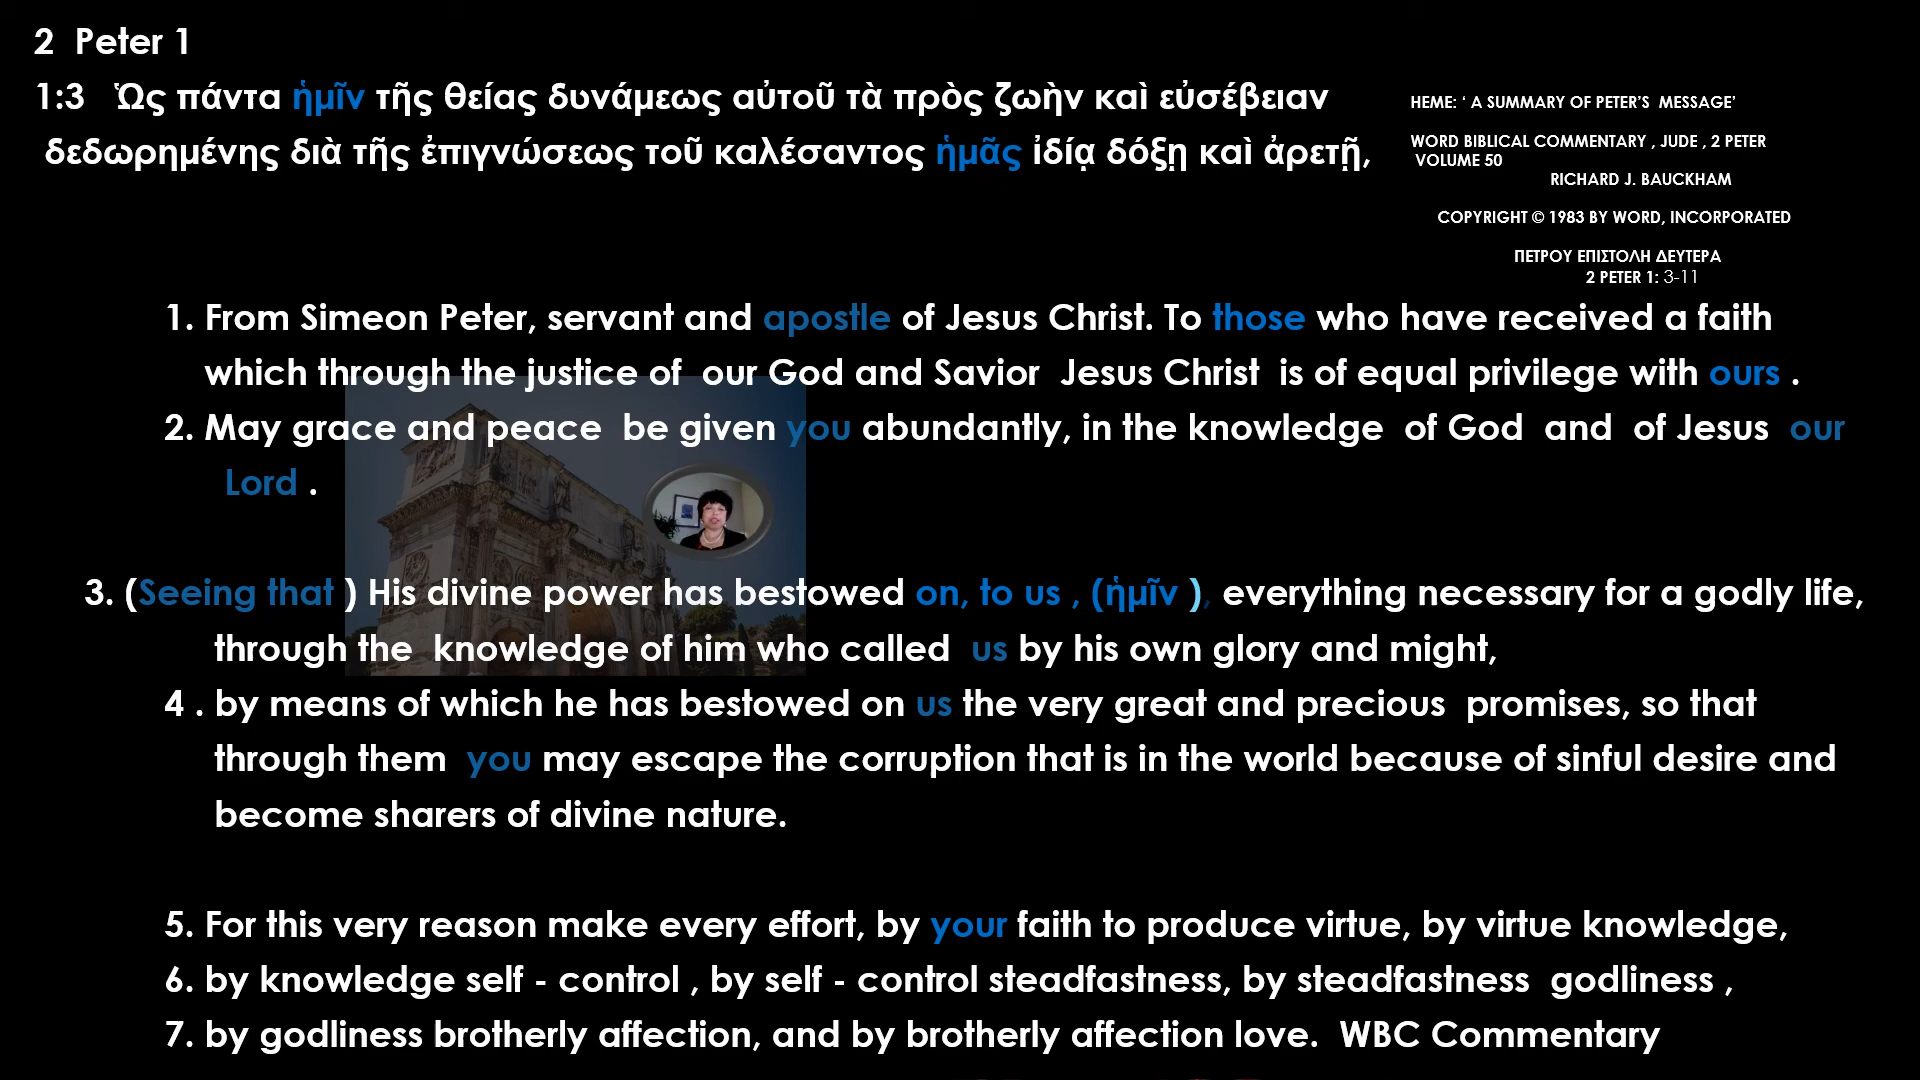 2 Peter 1
1:3 Ὡς πάντα ἡμῖν τῆς θείας δυνάμεως αὐτοῦ τὰ πρὸς ζωὴν καὶ εὐσέβειαν
δεδωρημένης διὰ τῆς ἐπιγνώσεως τοῦ καλέσαντος ἡμᾶς ἰδίᾳ δόξῃ καὶ ἀρετῇ,
HEME: ‘ A SUMMARY OF PETER’S MESSAGE’
WORD BIBLICAL COMMENTARY , JUDE , 2 PETER
VOLUME 50
RICHARD J. BAUCKHAM
COPYRIGHT © 1983 BY WORD, INCORPORATED
ΠΕΤΡΟΥ ΕΠΙΣΤΟΛΗ ΔΕΥΤΕΡΑ
2 PETER 1: 3-11
1. From Simeon Peter, servant and apostle of Jesus Christ. To those who have received a faith
which through the justice of our God and Savior Jesus Christ is of equal privilege with ours .
2. May grace and peace be given you abundantly, in the knowledge of God and of Jesus our
Lord .
3. (Seeing that ) His divine power has bestowed on, to us , (ἡμῖν ), everything necessary for a godly life,
through the knowledge of him who called us by his own glory and might,
4 . by means of which he has bestowed on us the very great and precious promises, so that
through them you may escape the corruption that is in the world because of sinful desire and
become sharers of divine nature.
5. For this very reason make every effort, by your faith to produce virtue, by virtue knowledge,
6. by knowledge self - control , by self - control steadfastness, by steadfastness godliness ,
7. by godliness brotherly affection, and by brotherly affection love. WBC Commentary